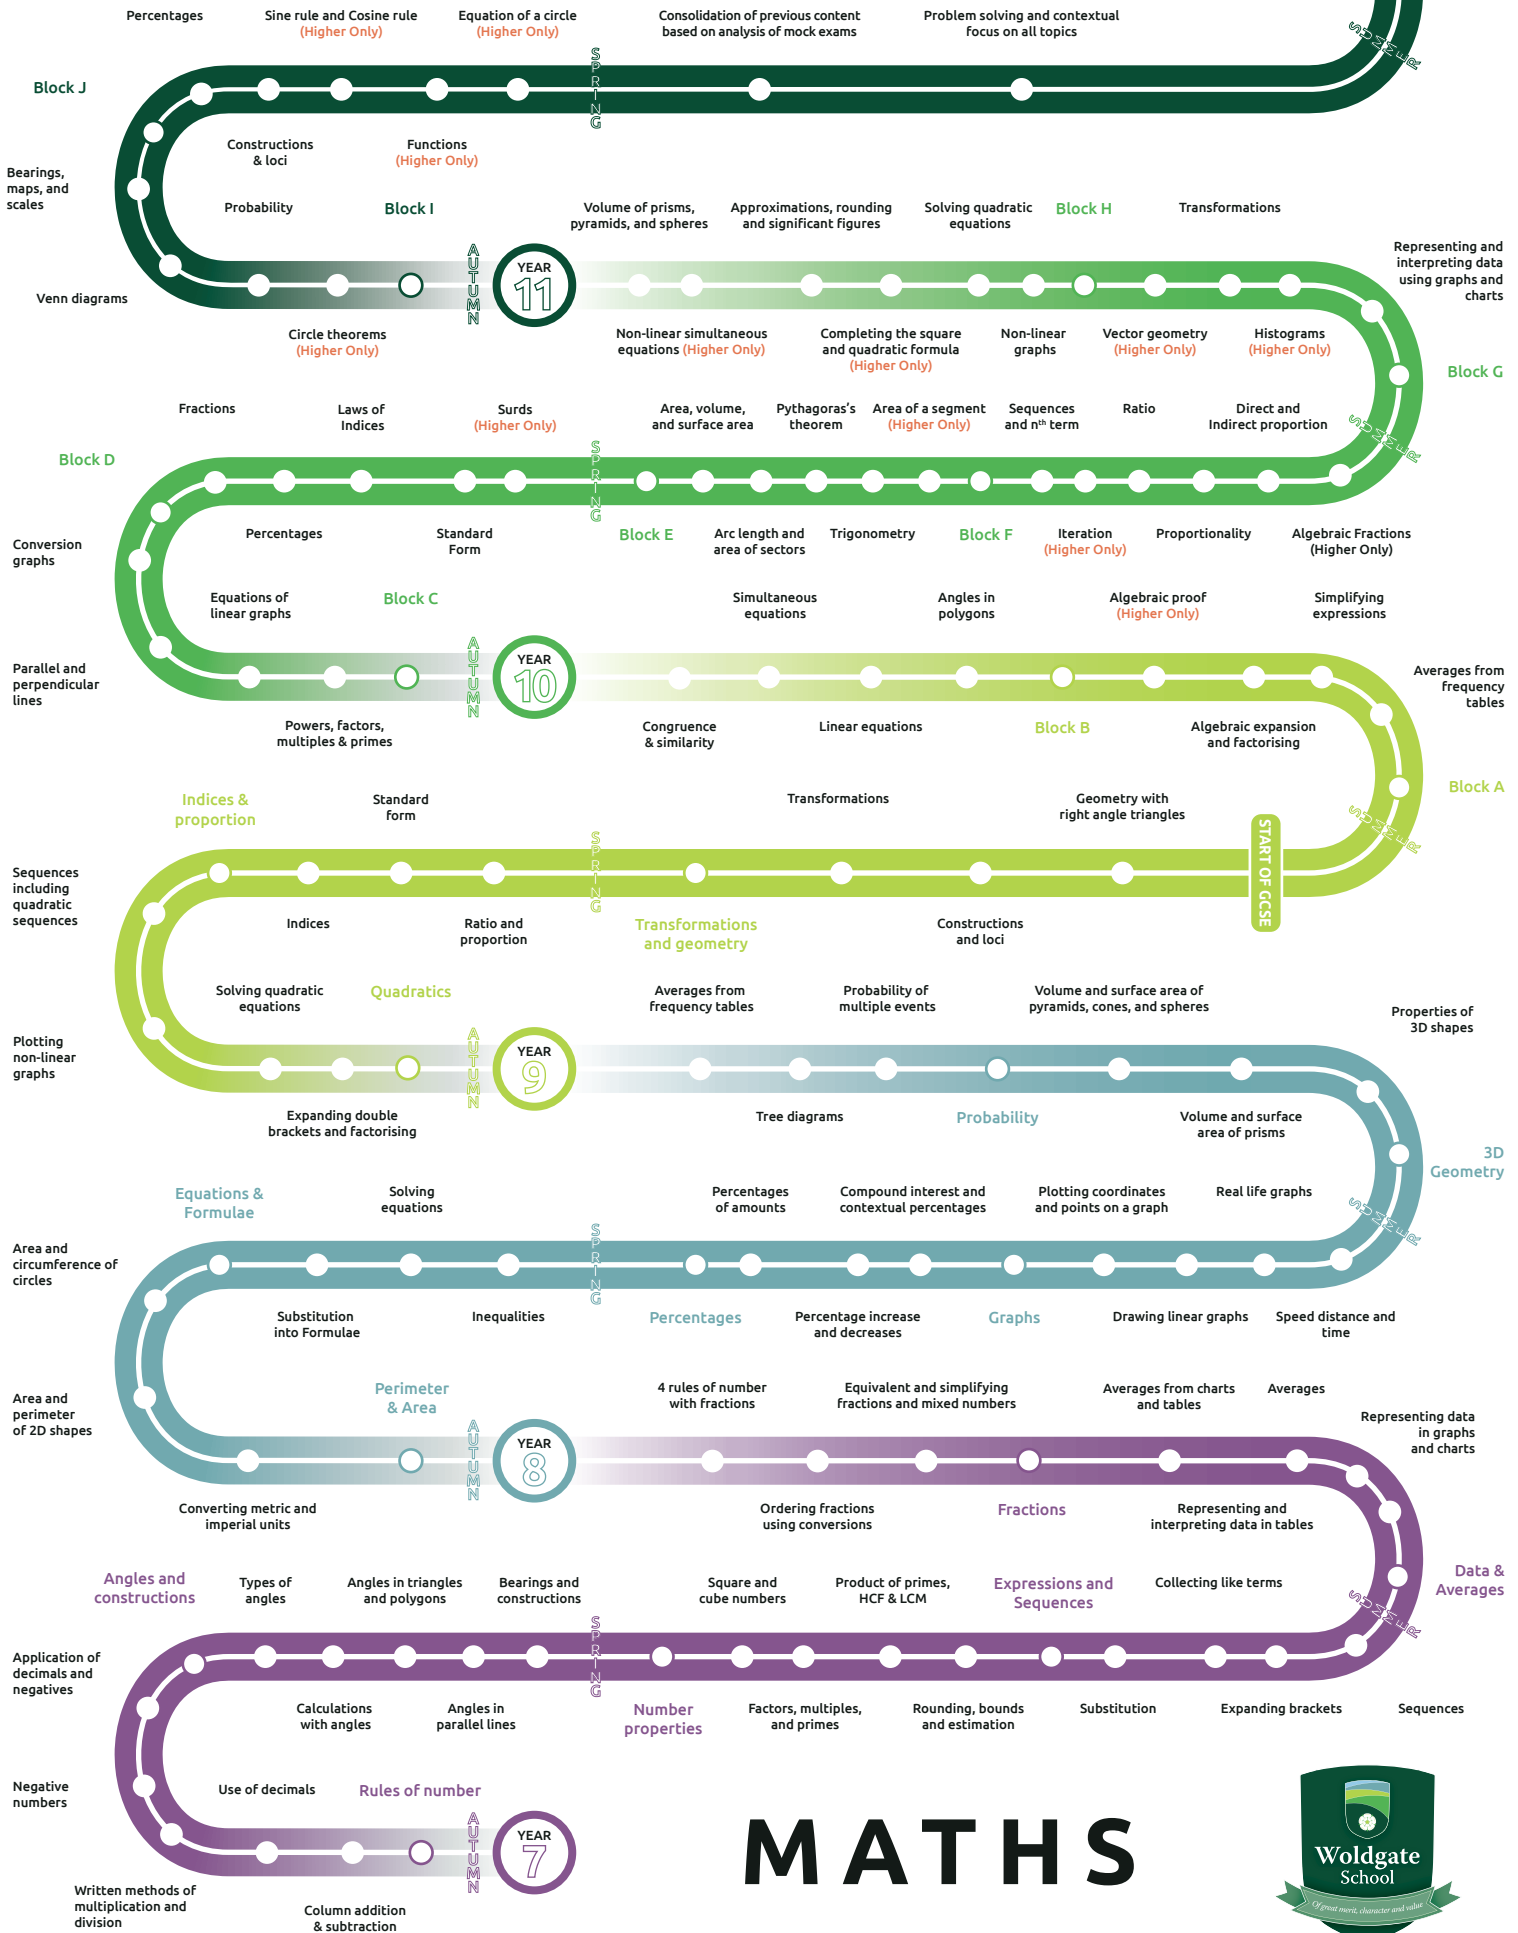 Percentages
Sine rule and Cosine rule
(Higher Only)
Equation of a circle
(Higher Only)
Consolidation of previous content
based on analysis of mock exams
Problem solving and contextual
focus on all topics
SUMMER
Block J
SPRING
Constructions
& loci
Functions
(Higher Only)
Bearings,
maps, and
scales
Probability
Block I
Volume of prisms,
pyramids, and spheres
Approximations, rounding
and significant figures
Solving quadratic
equations
Block H
Transformations
Representing and
interpreting data
using graphs and
charts
Venn diagrams
AUTUMN
YEAR
11
Circle theorems
(Higher Only)
Non-linear simultaneous
equations (Higher Only)
Completing the square
and quadratic formula
(Higher Only)
Non-linear
graphs
Vector geometry
(Higher Only)
Histograms
(Higher Only)
Block G
Fractions
Laws of
Indices
Surds
(Higher Only)
Area, volume,
and surface area
Pythagoras's
theorem
Area of a segment
(Higher Only)
Sequences
and nth term
Ratio
Direct and
Indirect proportion
SUMMER
Block D
SPRING
Conversion
graphs
Percentages
Standard
Form
Block E
Arc length and
area of sectors
Trigonometry
Block F
Iteration
(Higher Only)
Proportionality
Algebraic Fractions
(Higher Only)
Equations of
linear graphs
Block C
Simultaneous
equations
Angles in
polygons
Algebraic proof
(Higher Only)
Simplifying
expressions
Parallel and
perpendicular
lines
AUTUMN
YEAR
10
Averages from
frequency
tables
Powers, factors,
multiples & primes
Congruence
& similarity
Linear equations
Block B
Algebraic expansion
and factorising
Block A
Indices &
proportion
Standard
form
Transformations
Geometry with
right angle triangles
SUMMER
START OF GCSE
SPRING
Sequences
including
quadratic
sequences
Indices
Ratio and
proportion
Transformations
and geometry
Constructions
and loci
Solving quadratic
equations
Quadratics
Averages from
frequency tables
Probability of
multiple events
Volume and surface area of
pyramids, cones, and spheres
Properties of
3D shapes
Plotting
non-linear
graphs
AUTUMN
YEAR
9
Expanding double
brackets and factorising
Tree diagrams
Probability
Volume and surface
area of prisms
3D
Geometry
Equations &
Formulae
Solving
equations
Percentages
of amounts
Compound interest and
contextual percentages
Plotting coordinates
and points on a graph
Real life graphs
SUMMER
SPRING
Area and
circumference of
circles
Substitution
into Formulae
Inequalities
Percentages
Percentage increase
and decreases
Graphs
Drawing linear graphs
Speed distance and
time
Area and
perimeter
of 2D shapes
Perimeter
& Area
4 rules of number
with fractions
Equivalent and simplifying
fractions and mixed numbers
Averages from charts
and tables
Averages
Representing data
in graphs
and charts
AUTUMN
YEAR
8
Converting metric and
imperial units
Ordering fractions
using conversions
Fractions
Representing and
interpreting data in tables
Data &
Averages
Angles and
constructions
Types of
angles
Angles in triangles
and polygons
Bearings and
constructions
Square and
cube numbers
Product of primes,
HCF & LCM
Expressions and
Sequences
Collecting like terms
SUMMER
SPRING
Application of
decimals and
negatives
Calculations
with angles
Angles in
parallel lines
Number
properties
Factors, multiples,
and primes
Rounding, bounds
and estimation
Substitution
Expanding brackets
Sequences
Negative
numbers
Use of decimals
Rules of number
AUTUMN
YEAR
7
Written methods of
multiplication and
division
Column addition
& subtraction
MATHS
Woldgate
School
Of great merit, character and value